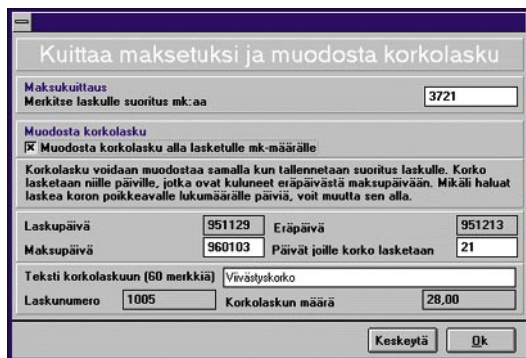 Kuittaa maksetuksi ja muodosta korkolasku
Maksukuittaus
Merkitse laskulle suoritus mk:aa 3721
Muodosta korkolasku
Muodosta korkolasku alla lasketulle mk-määrälle
Korkolasku voidaan muodostaa samalla kun tallennetaan suoritus laskulle. Korko
lasketaan niille päiville, jotka ovat kuluneet eräpäivästä maksupäivään. Mikäli haluat
laskea koron poikkeavalle lukumäärälle päiviä, voit muutta sen alla.
Laskupäivä 951129 Eräpäivä 951213
Maksupäivä 960103 Päivät joille korko lasketaan 21
Teksti korkolaskuun (60 merkkiä) Viivästyskorko
Laskunumero 1005 Korkolaskun määrä 28,00
Keskeytä Ok